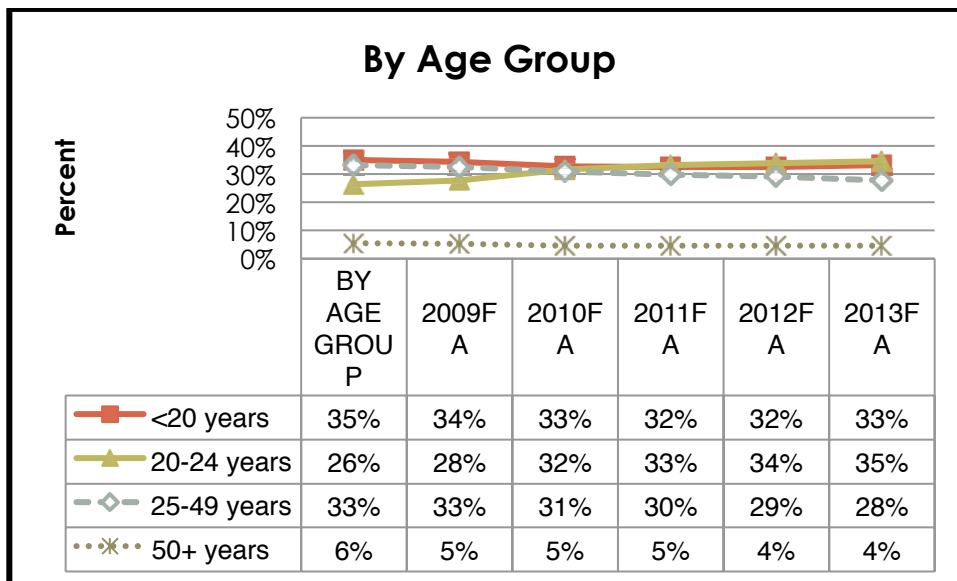 By Age Group
Percent
50%
40%
30%
20%
10%
0%
BY
AGE
GROU
P
2009F
A
2010F
A
2011F
A
2012F
A
2013F
A
<20 years 35% 34% 33% 32% 32% 33%
20-24 years 26% 28% 32% 33% 34% 35%
25-49 years 33% 33% 31% 30% 29% 28%
50+ years 6% 5% 5% 5% 4% 4%